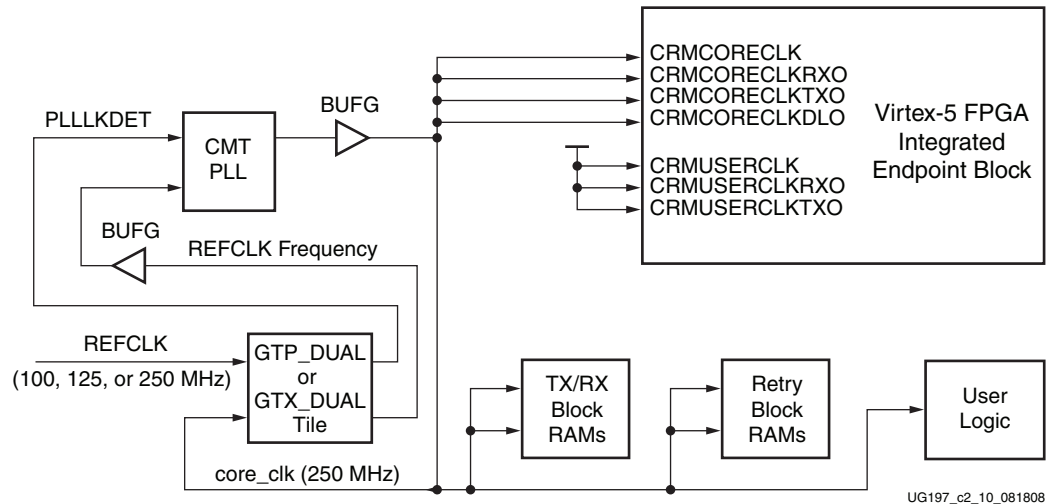 CRMCORECLK
CRMCORECLKRXO
CRMCORECLKTXO
CRMCORECLKDLO
CRMUSERCLK
CRMUSERCLKRXO
CRMUSERCLKTXO
Virtex-5 FPGA
Integrated
Endpoint Block
BUFG
PLLLKDET
CMT
PLL
BUFG
REFCLK Frequency
REFCLK
(100, 125, or 250 MHz)
GTP_DUAL
or
GTX_DUAL
Tile
TX/RX
Block
RAMs
Retry
Block
RAMs
User
Logic
core_clk (250 MHz)
UG197_c2_10_081808